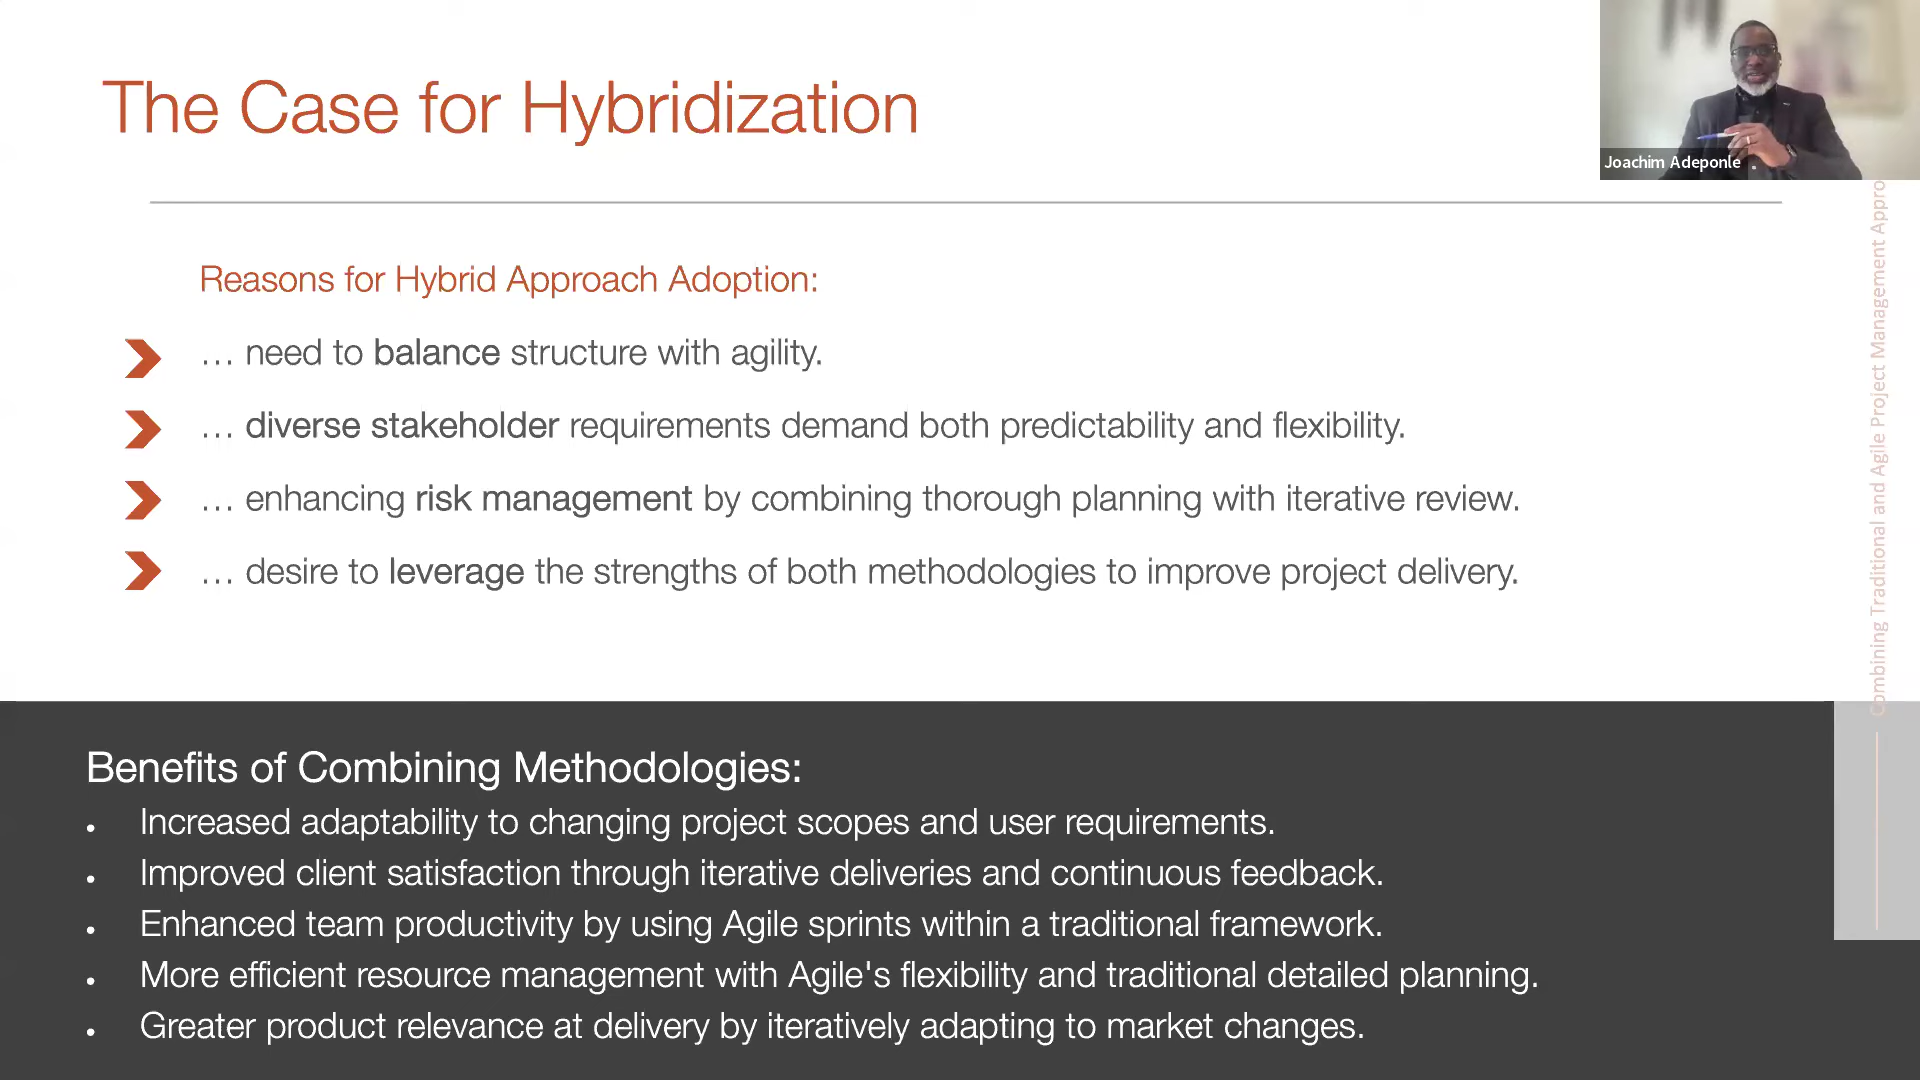 The Case for Hybridization
Joachim Adeponle
Reasons for Hybrid Approach Adoption:
… need to balance structure with agility.
… diverse stakeholder requirements demand both predictability and flexibility.
… enhancing risk management by combining thorough planning with iterative review.
… desire to leverage the strengths of both methodologies to improve project delivery.
Combining Traditional and Agile Project Management Appro
Benefits of Combining Methodologies:
• Increased adaptability to changing project scopes and user requirements.
• Improved client satisfaction through iterative deliveries and continuous feedback.
• Enhanced team productivity by using Agile sprints within a traditional framework.
• More efficient resource management with Agile's flexibility and traditional detailed planning.
• Greater product relevance at delivery by iteratively adapting to market changes.